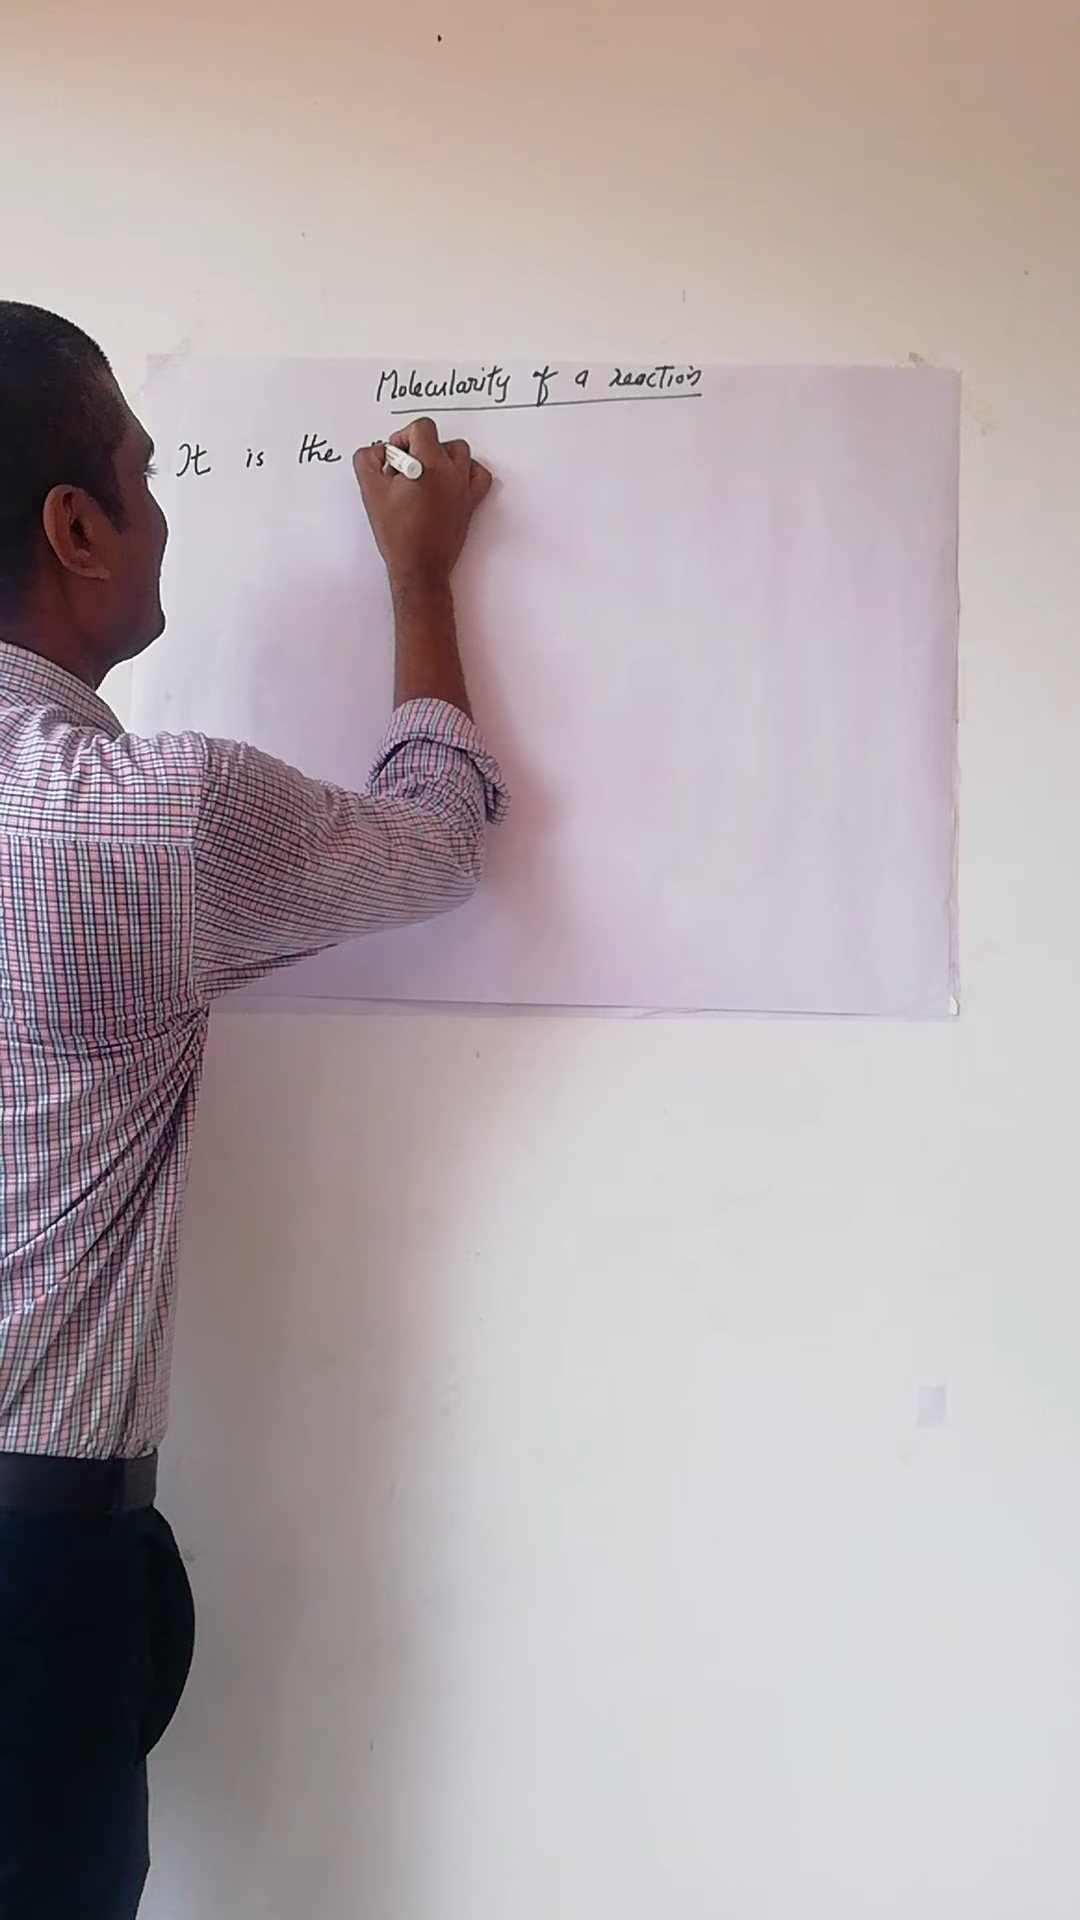 Molecularity of a reaction
It is the